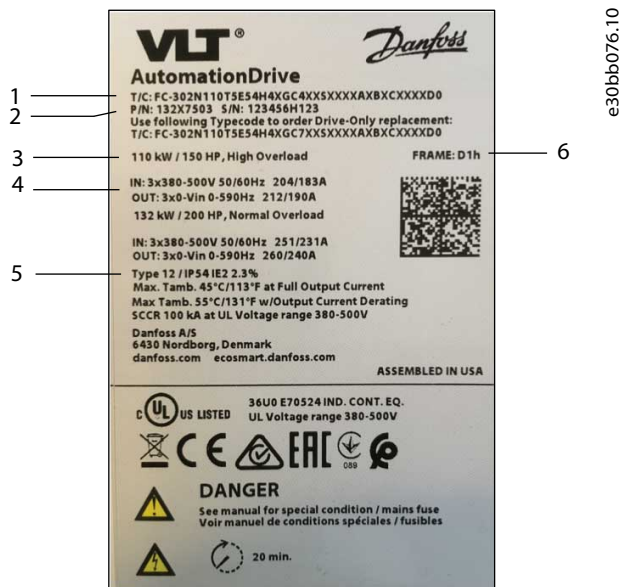 e30bb076.10
VLT®
Danfoss
AutomationDrive
1 T/C: FC-302N110T5E54H4XGC4XXSXXXXAXBXCXXXXD0
2 P/N: 132X7503 S/N: 123456H123
Use following Typecode to order Drive-Only replacement:
T/C: FC-302N110T5E54H4XGC7XXSXXXXAXBXCXXXXD0
3 110 kW / 150 HP, High Overload FRAME: D1h 6
4 IN: 3x380-500V 50/60Hz 204/183A
OUT: 3x0-Vin 0-590Hz 212/190A
132 kW / 200 HP, Normal Overload
IN: 3x380-500V 50/60Hz 251/231A
OUT: 3x0-Vin 0-590Hz 260/240A
5 Type 12 / IP54 IE2 2.3%
Max. Tamb. 45°C/113°F at Full Output Current
Max Tamb. 55°C/131°F w/Output Current Derating
SCCR 100 kA at UL Voltage range 380-500V
Danfoss A/S
6430 Nordborg, Denmark
danfoss.com ecosmart.danfoss.com
ASSEMBLED IN USA
C UL US LISTED 36U0 E70524 IND. CONT. EQ.
UL Voltage range 380-500V
CE EAC 089
DANGER
See manual for special condition / mains fuse
Voir manuel de conditions spéciales / fusibles
20 min.